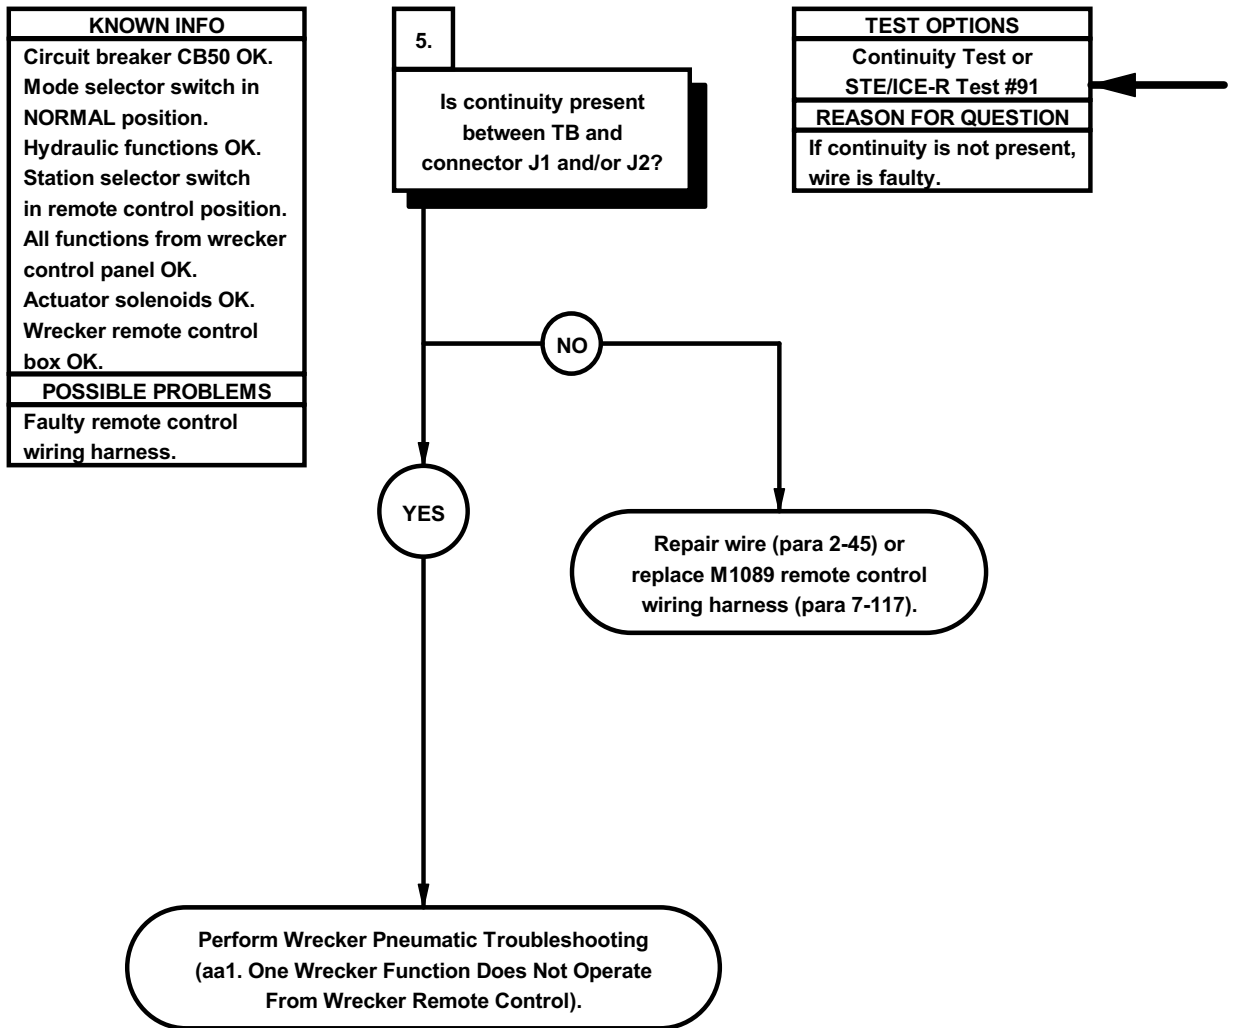 KNOWN INFO
Circuit breaker CB50 OK.
Mode selector switch in
NORMAL position.
Hydraulic functions OK.
Station selector switch
in remote control position.
All functions from wrecker
control panel OK.
Actuator solenoids OK.
Wrecker remote control
box OK.
POSSIBLE PROBLEMS
Faulty remote control
wiring harness.
5.
Is continuity present
between TB and
connector J1 and/or J2?
TEST OPTIONS
Continuity Test or
STE/ICE-R Test #91
REASON FOR QUESTION
If continuity is not present,
wire is faulty.
NO
YES
Repair wire (para 2-45) or
replace M1089 remote control
wiring harness (para 7-117).
Perform Wrecker Pneumatic Troubleshooting
(aa1. One Wrecker Function Does Not Operate
From Wrecker Remote Control).